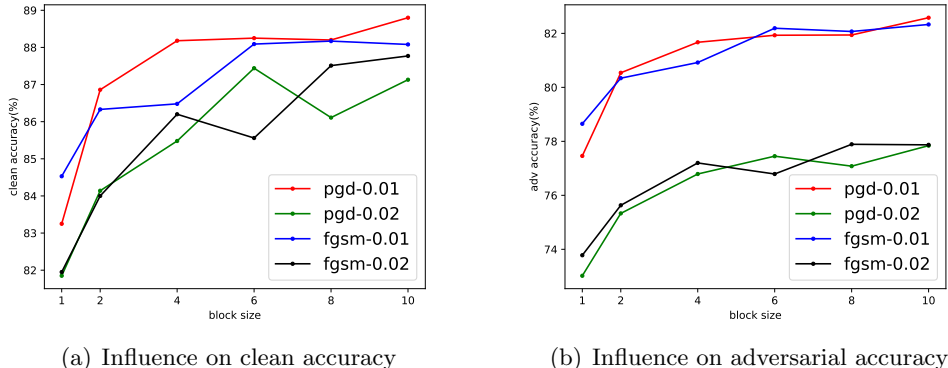 89
88
87
86
85
84
83
82
clean accuracy(%)
1 2 4 6 8 10
block size
pgd-0.01
pgd-0.02
fgsm-0.01
fgsm-0.02
(a) Influence on clean accuracy
82
80
78
76
74
adv accuracy(%)
1 2 4 6 8 10
block size
pgd-0.01
pgd-0.02
fgsm-0.01
fgsm-0.02
(b) Influence on adversarial accuracy